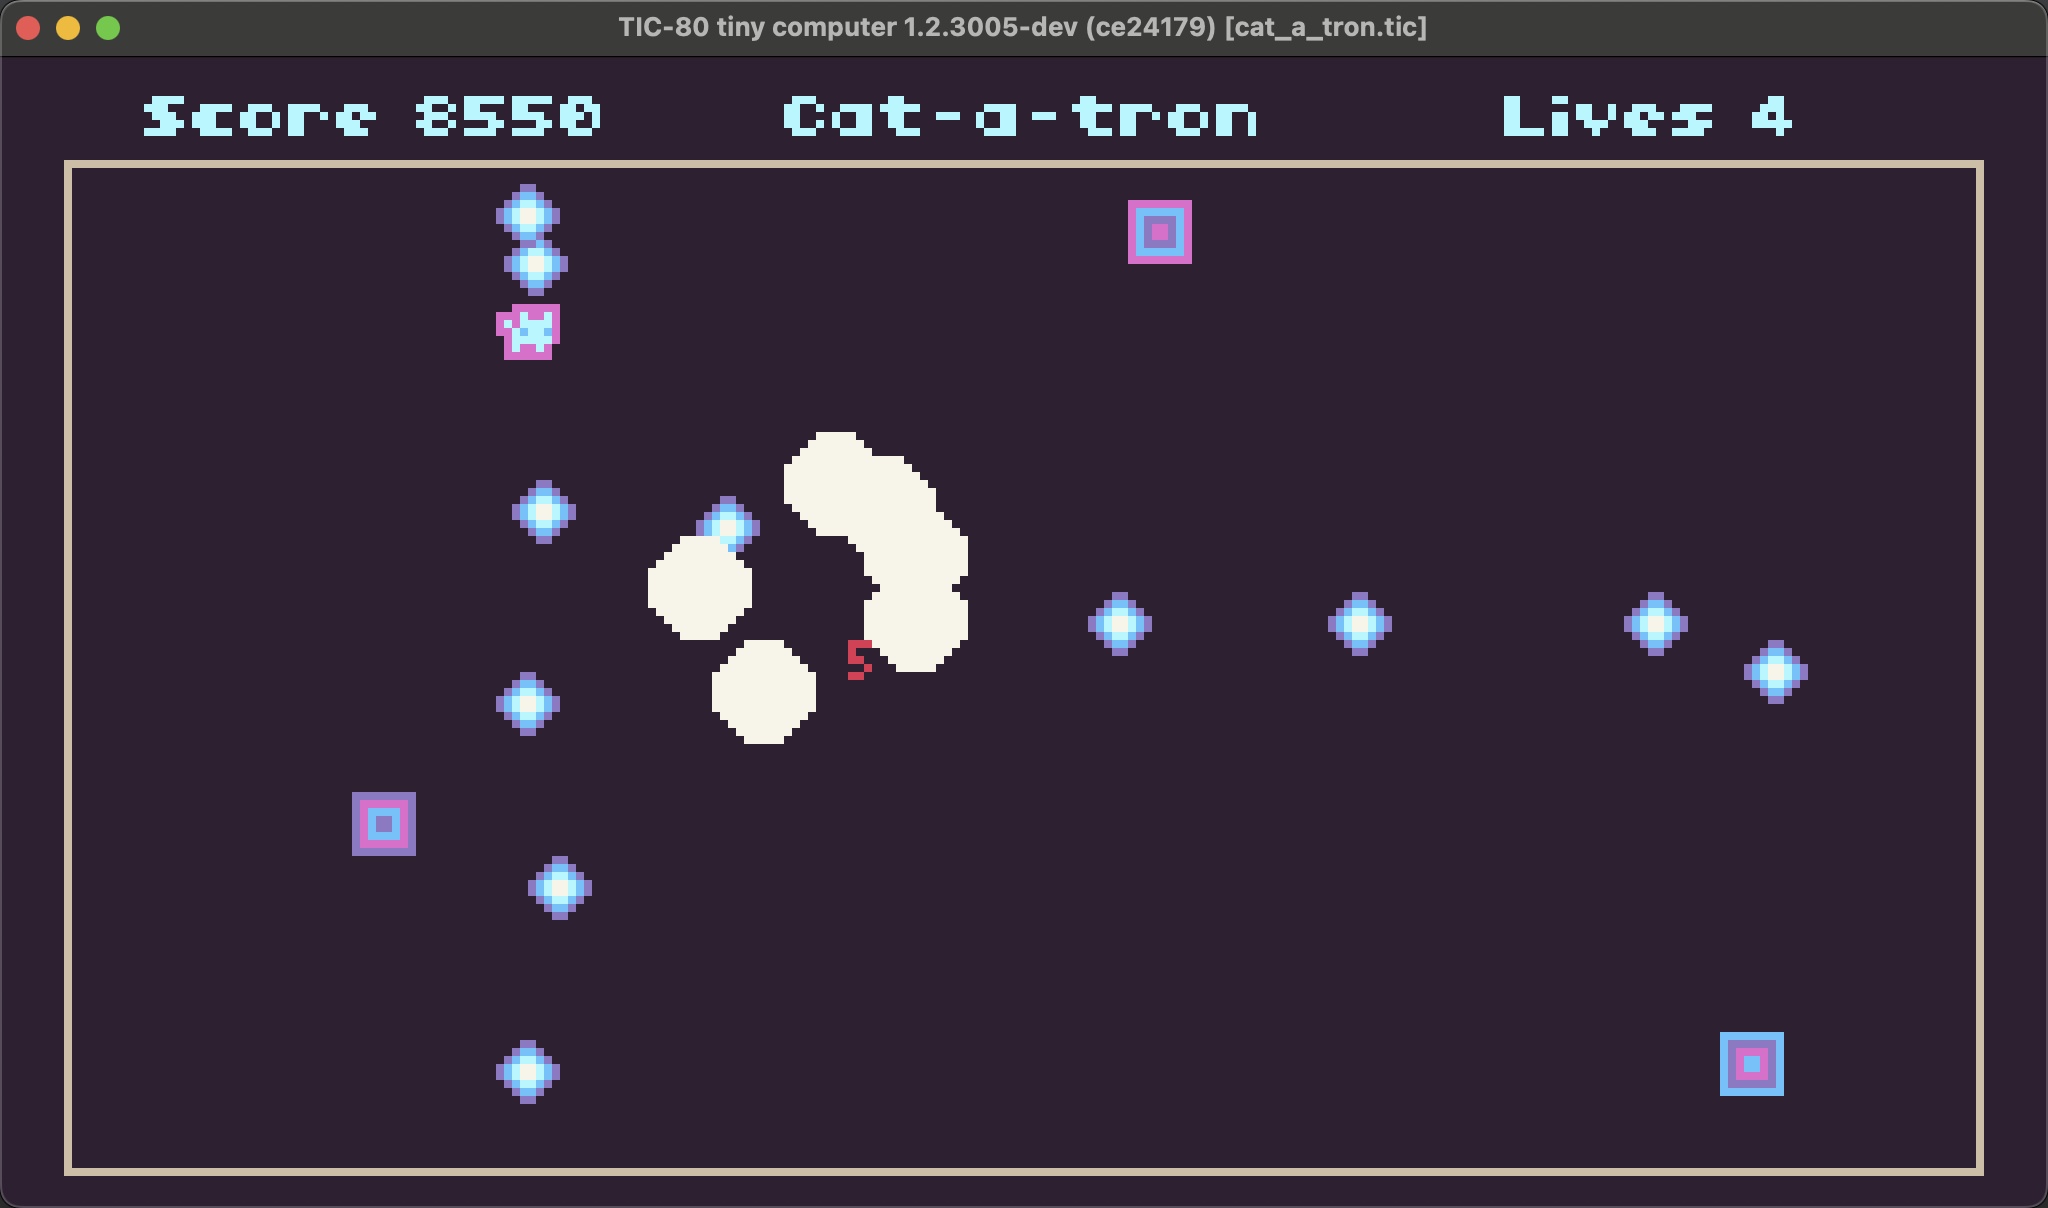 TIC-80 tiny computer 1.2.3005-dev (ce24179) [cat_a_tron.tic]
Score 8550 Cat-a-tron Lives 4
5